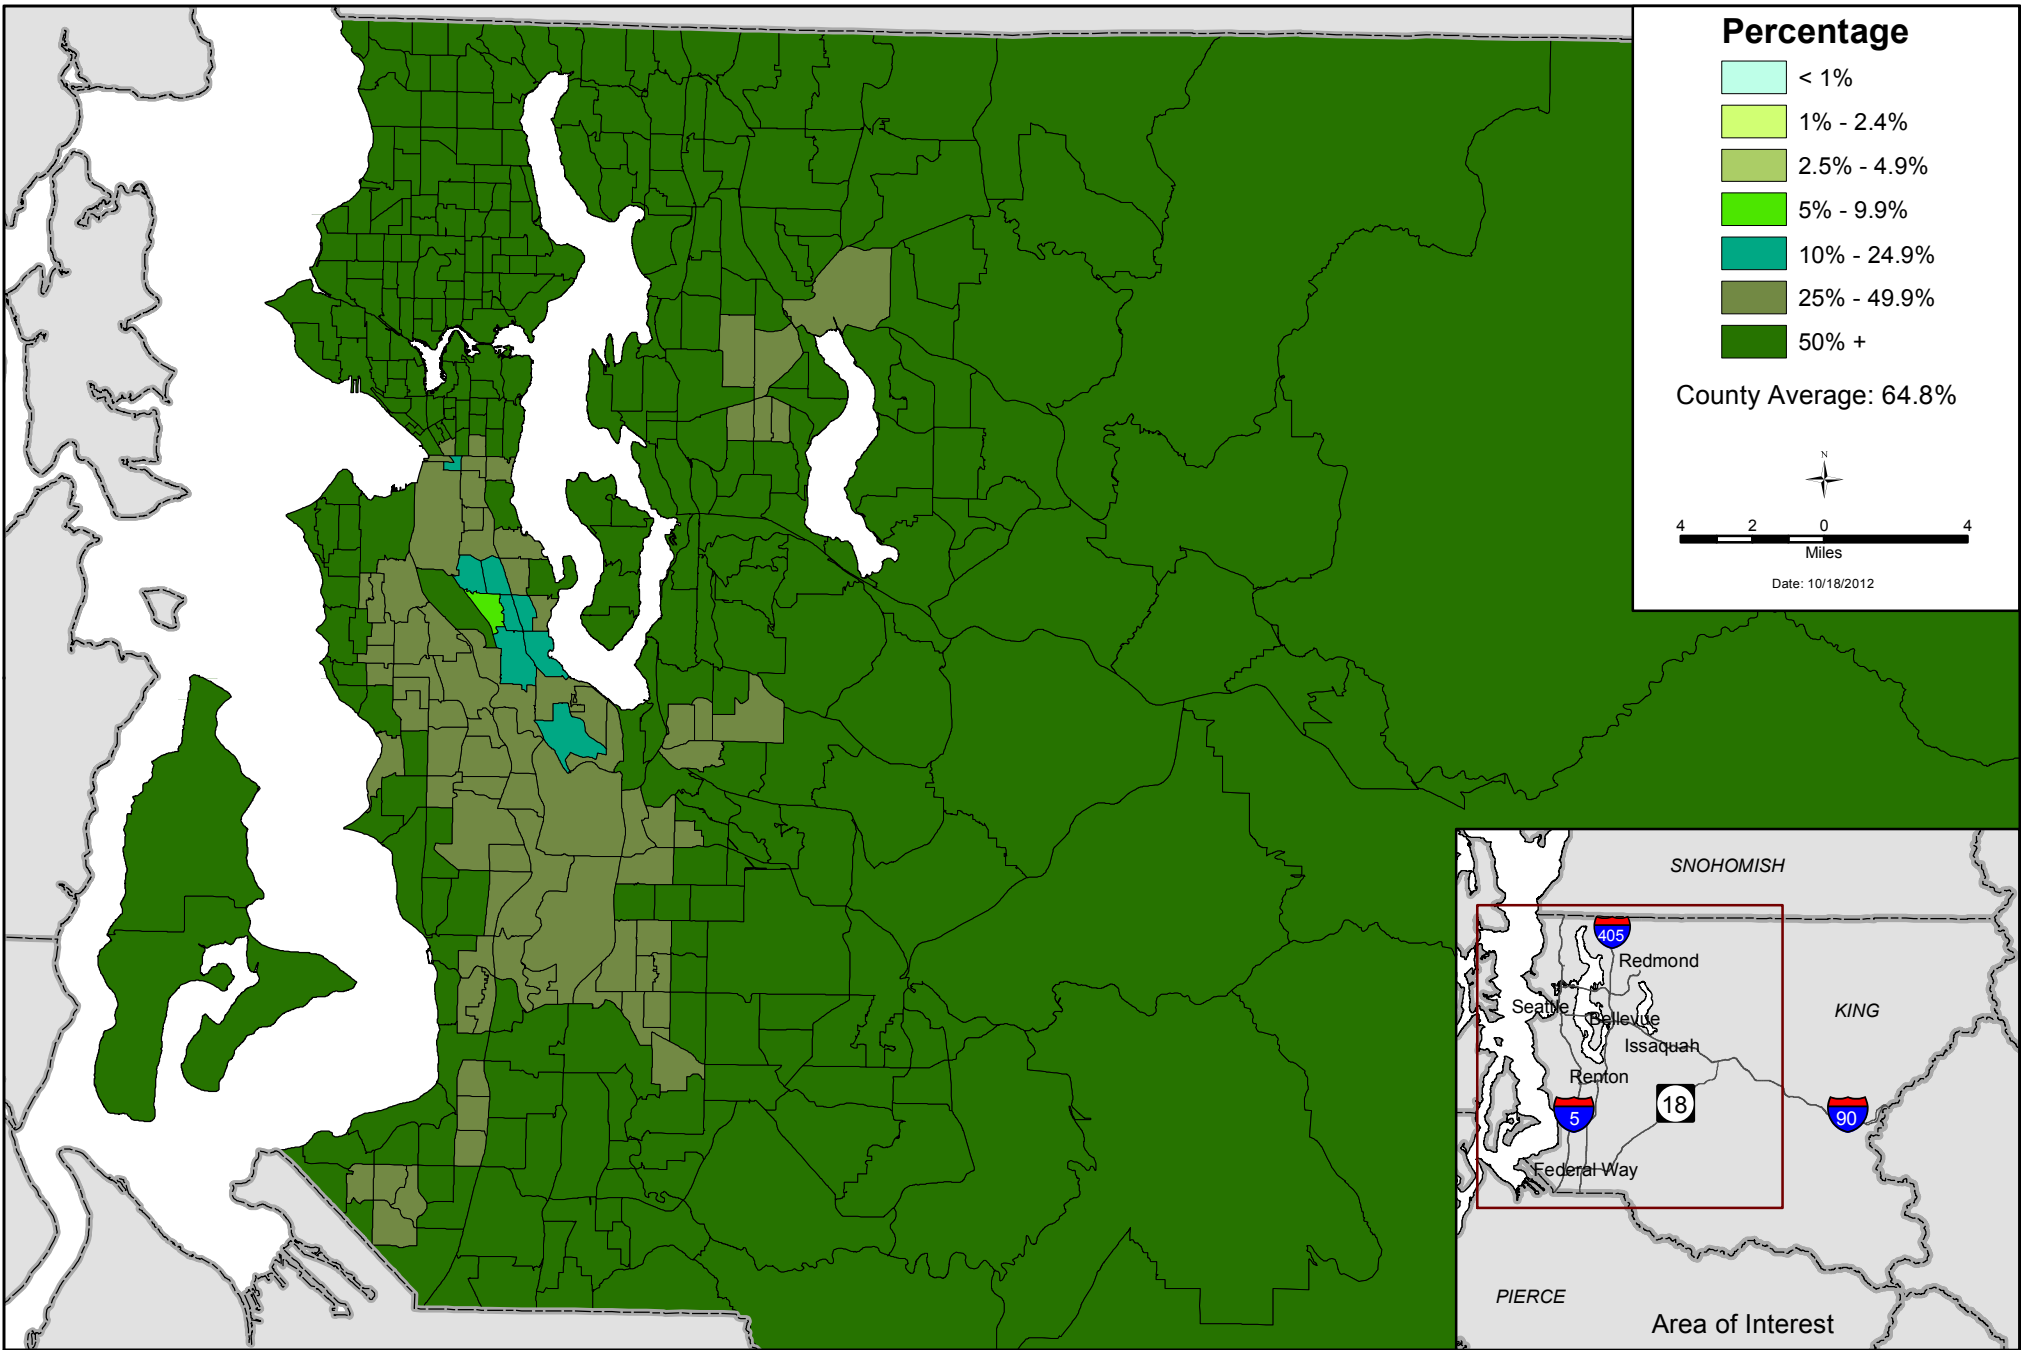 Percentage
< 1%
1% - 2.4%
2.5% - 4.9%
5% - 9.9%
10% - 24.9%
25% - 49.9%
50% +
County Average: 64.8%
N
4 2 0 4
Miles
Date: 10/18/2012
SNOHOMISH
405
Redmond
Seattle
Bellevue
KING
Issaquah
Renton
18
5
90
Federal Way
PIERCE
Area of Interest